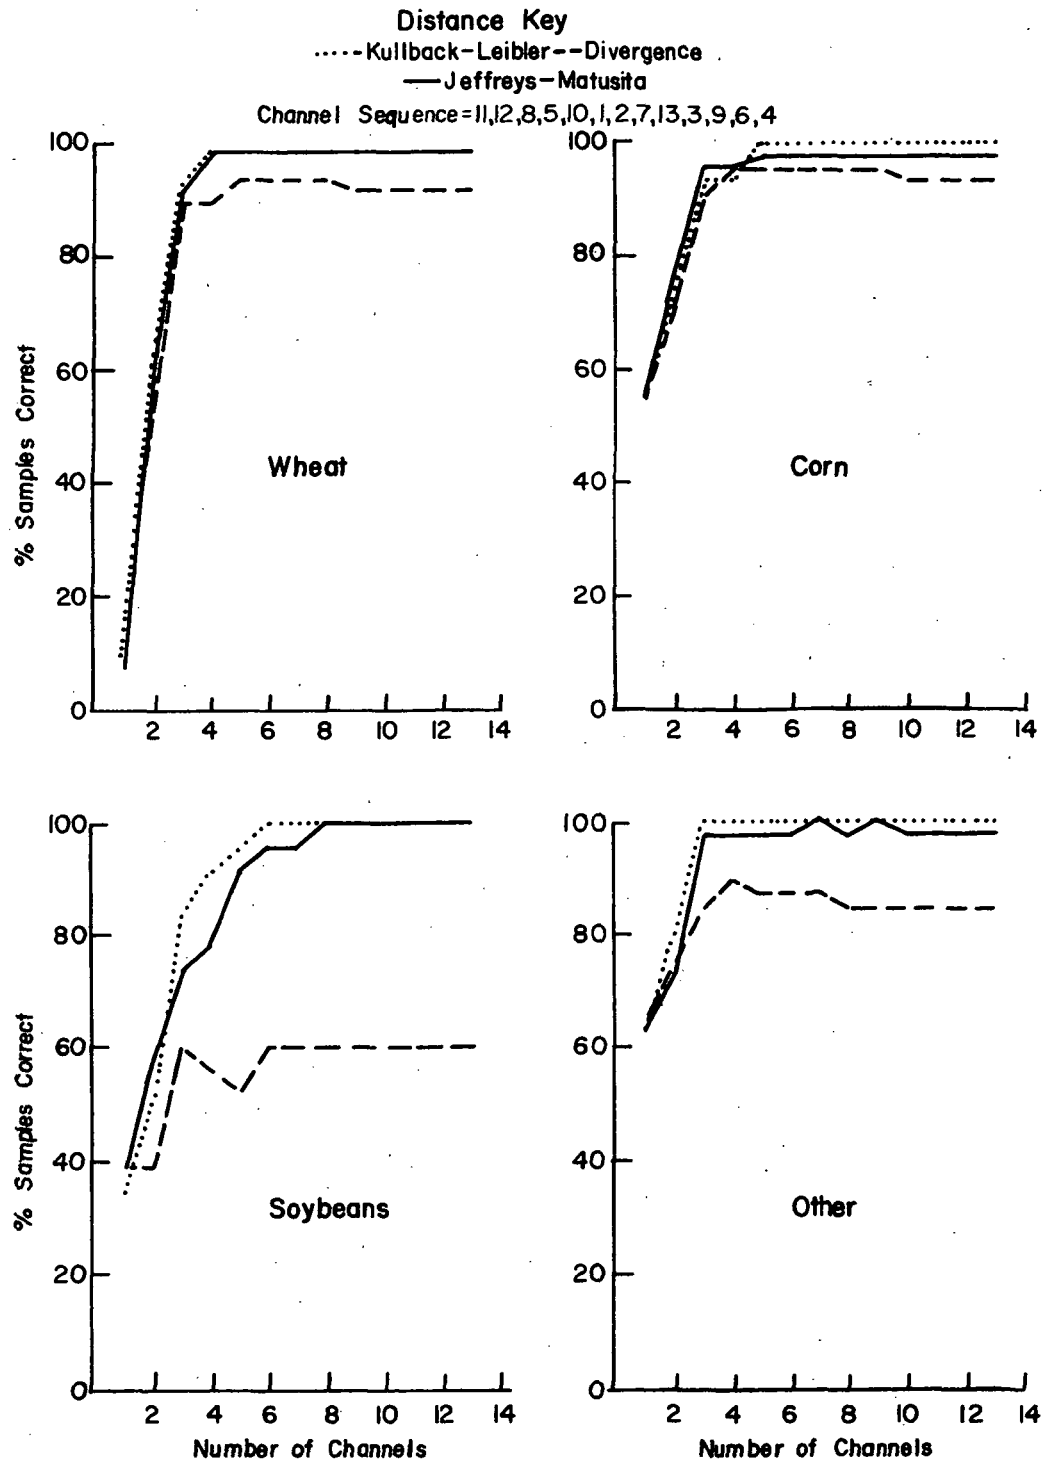 Distance Key
·····Kullback-Leibler--Divergence
—Jeffreys-Matusita
Channel Sequence=11,12,8,5,10,1,2,7,13,3,9,6,4
% Samples Correct
100
80
60
40
20
0
Wheat
2 4 6 8 10 12 14
100
80
60
40
20
0
Corn
2 4 6 8 10 12 14
% Samples Correct
100
80
60
40
20
0
Soybeans
2 4 6 8 10 12 14
Number of Channels
100
80
60
40
20
0
Other
2 4 6 8 10 12 14
Number of Channels